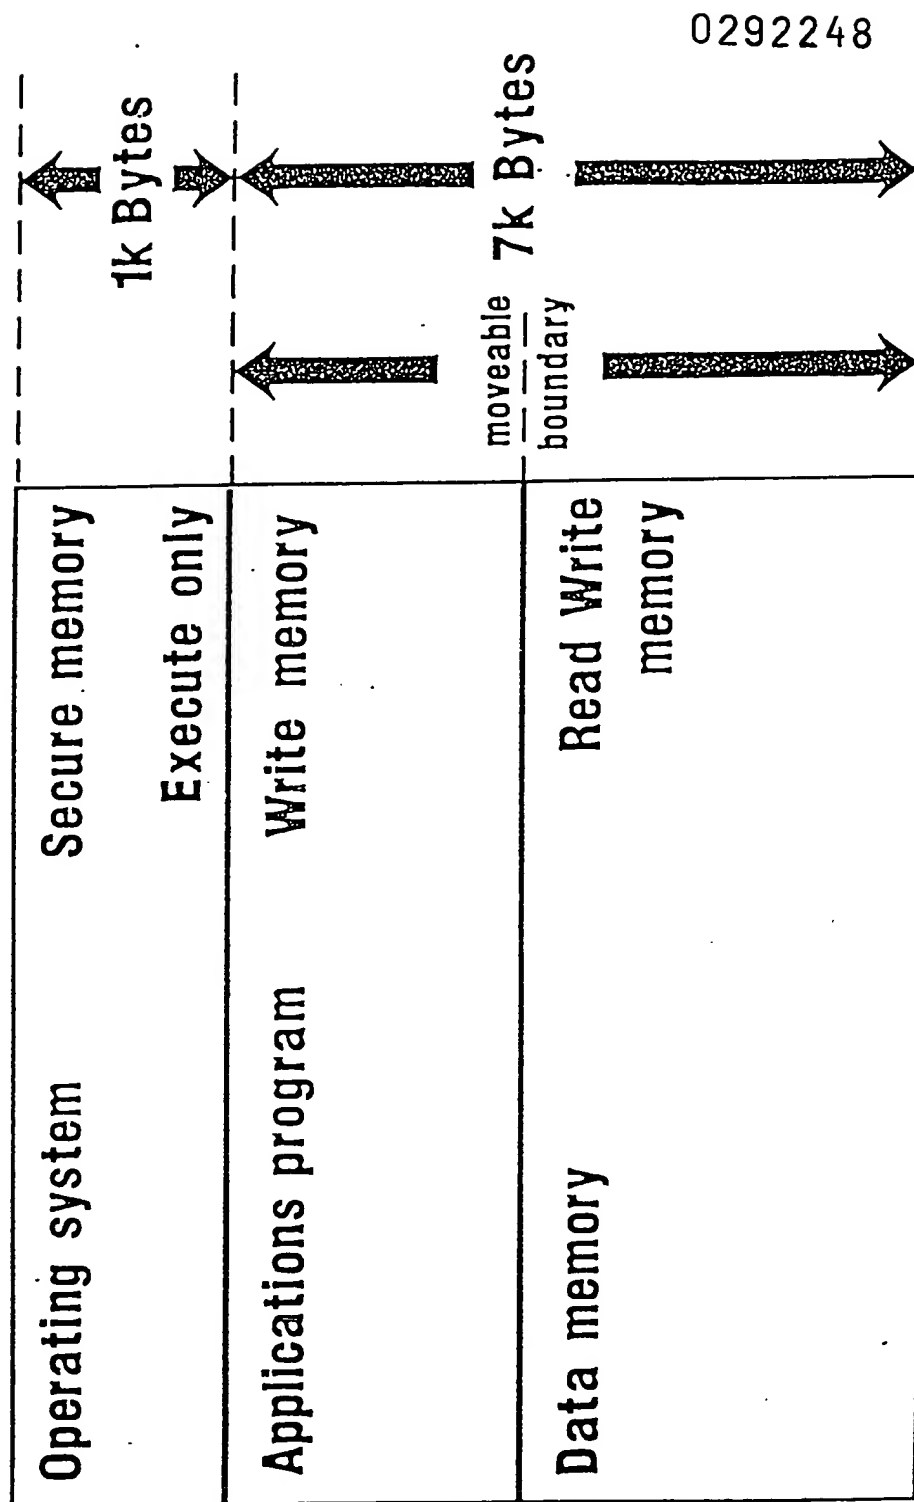 0292248
Operating system
Secure memory
Execute only
1k Bytes
Applications program
Write memory
7k Bytes
moveable
boundary
Data memory
Read Write
memory